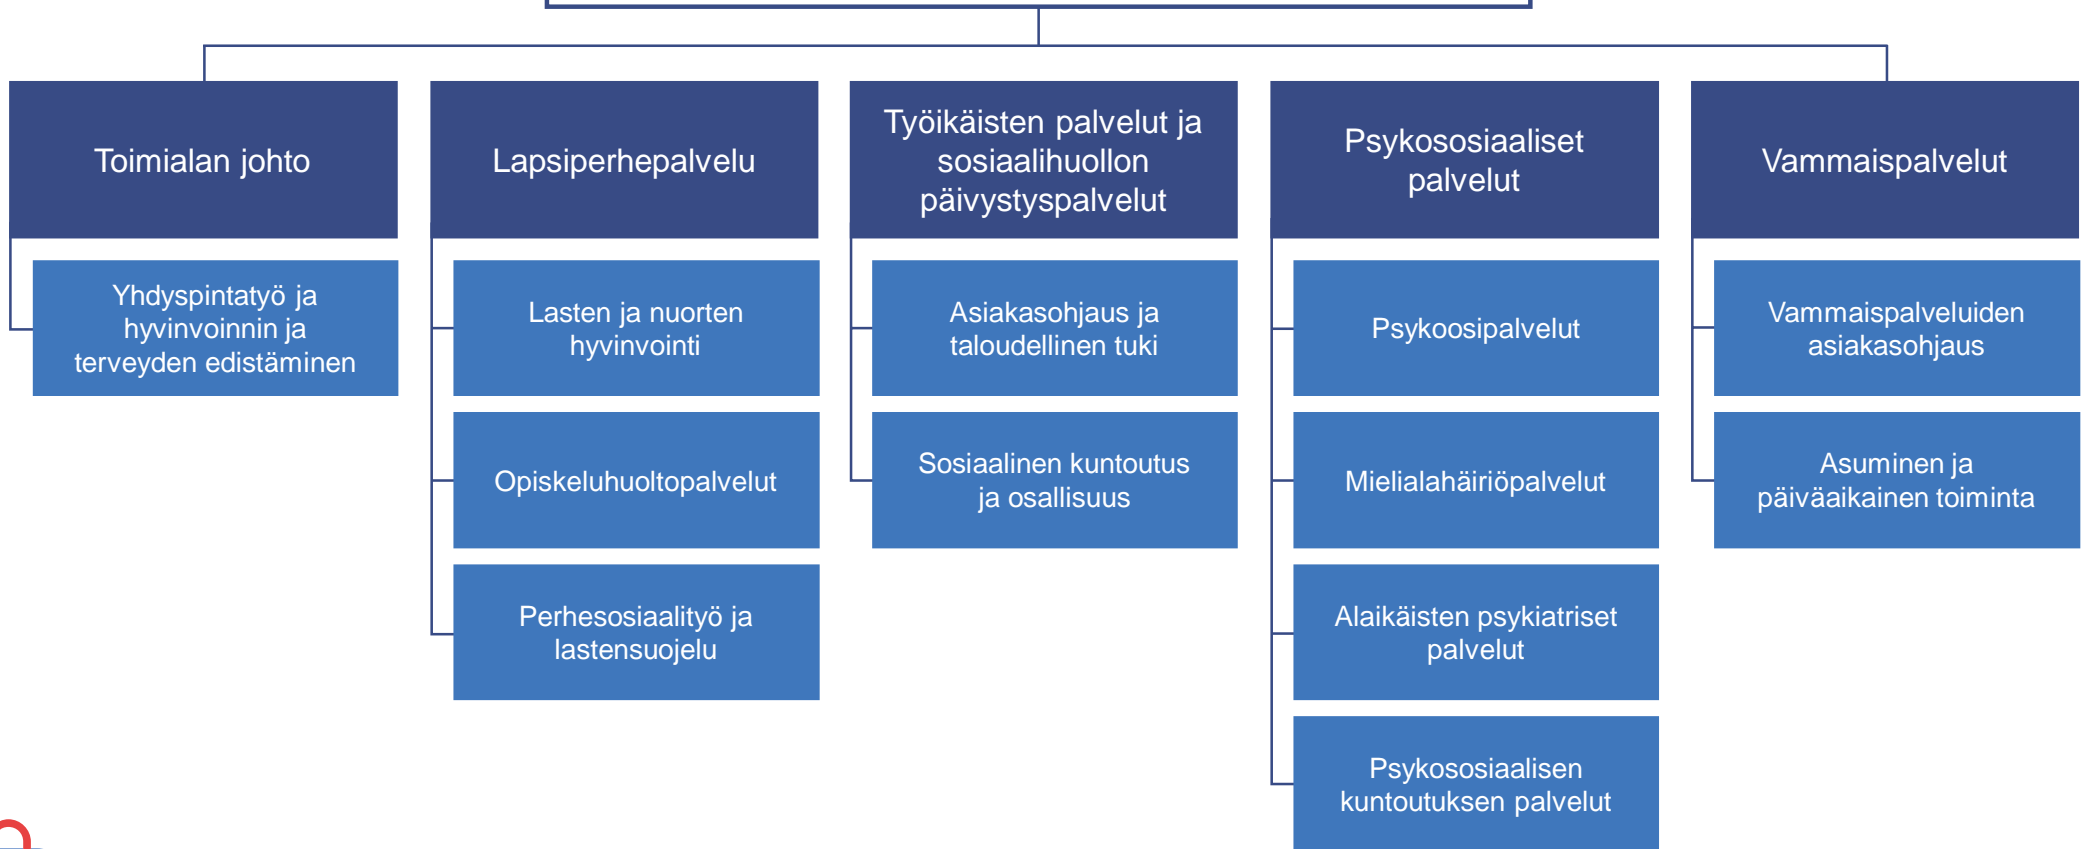 Toimialan johto
Yhdyspintatyö ja
hyvinvoinnin ja
terveyden edistäminen
Lapsiperhepalvelu
Lasten ja nuorten
hyvinvointi
Opiskeluhuoltopalvelut
Perhesosiaalityö ja
lastensuojelu
Työikäisten palvelut ja
sosiaalihuollon
päivystyspalvelut
Asiakasohjaus ja
taloudellinen tuki
Sosiaalinen kuntoutus
ja osallisuus
Psykososiaaliset
palvelut
Psykoosipalvelut
Mielialahäiriöpalvelut
Alaikäisten psykiatriset
palvelut
Psykososiaalisen
kuntoutuksen palvelut
Vammaispalvelut
Vammaispalveluiden
asiakasohjaus
Asuminen ja
päiväaikainen toiminta